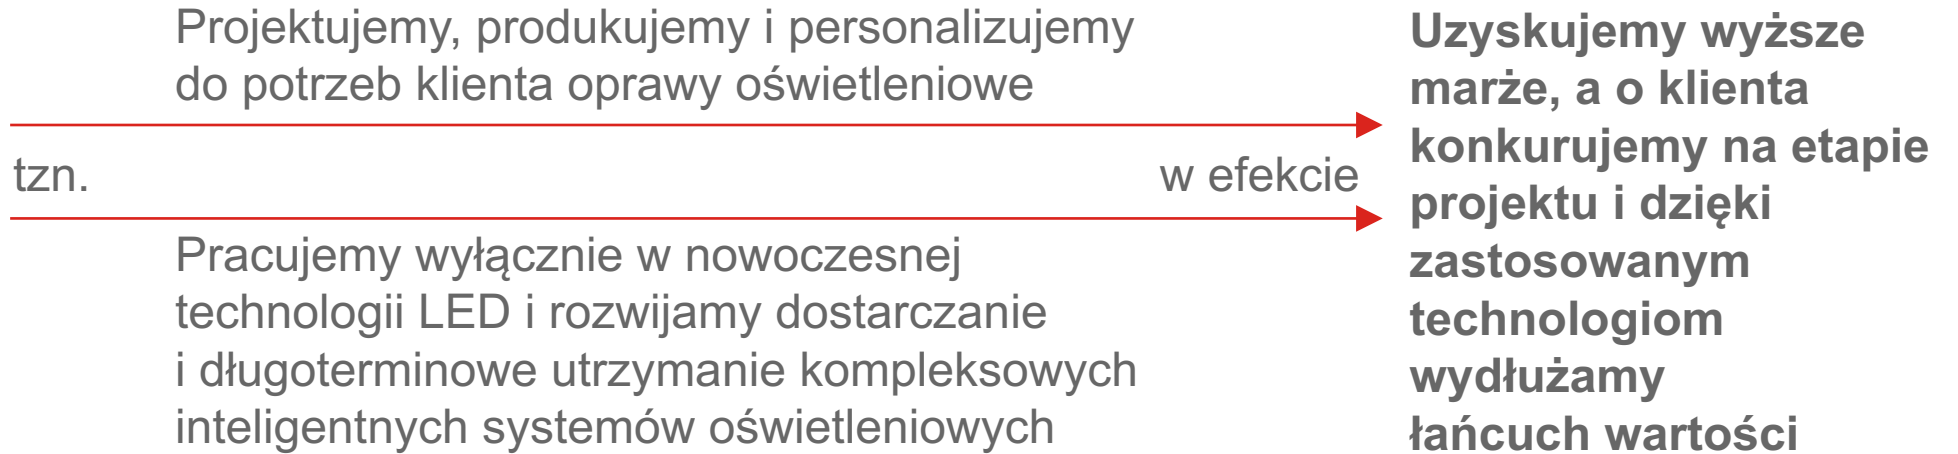 Projektujemy, produkujemy i personalizujemy
do potrzeb klienta oprawy oświetleniowe
tzn.
w efekcie
Pracujemy wyłącznie w nowoczesnej
technologii LED i rozwijamy dostarczanie
i długoterminowe utrzymanie kompleksowych
inteligentnych systemów oświetleniowych
Uzyskujemy wyższe
marże, a o klienta
konkurujemy na etapie
projektu i dzięki
zastosowanym
technologiom
wydłużamy
łańcuch wartości